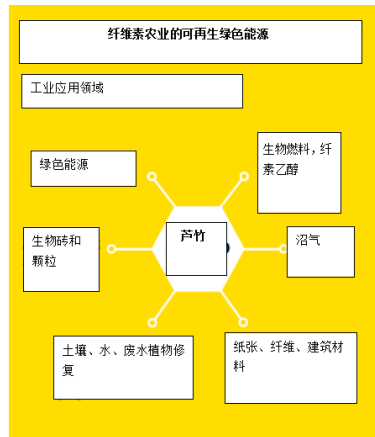 纤维素农业的可再生绿色能源
工业应用领域
绿色能源
生物燃料，纤
素乙醇
生物砖和
颗粒
芦竹
沼气
土壤、水、废水植物修
复
纸张、纤维、建筑材
料